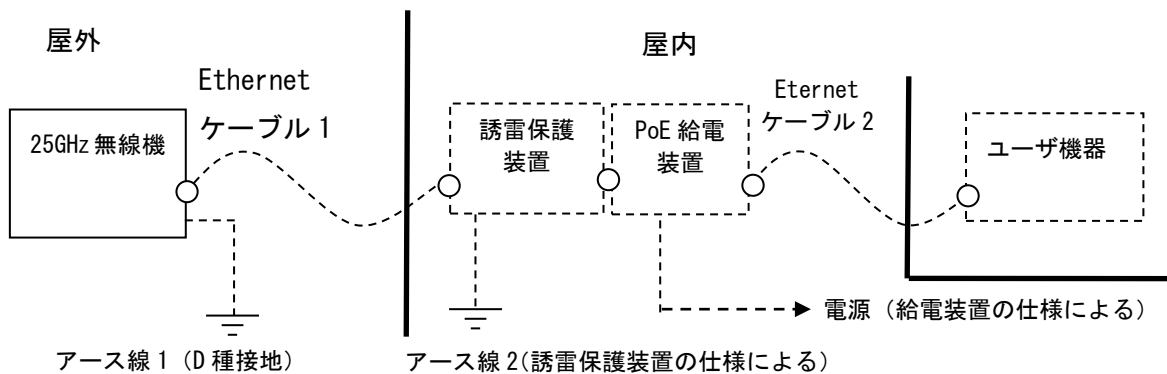 屋外
屋内
Ethernet
ケーブル 1
Eternet
ケーブル 2
25GHz 無線機
誘雷保護
装置
PoE 給電
装置
ユーザ機器
電源（給電装置の仕様による）
アース線 1（D 種接地）
アース線 2(誘雷保護装置の仕様による)